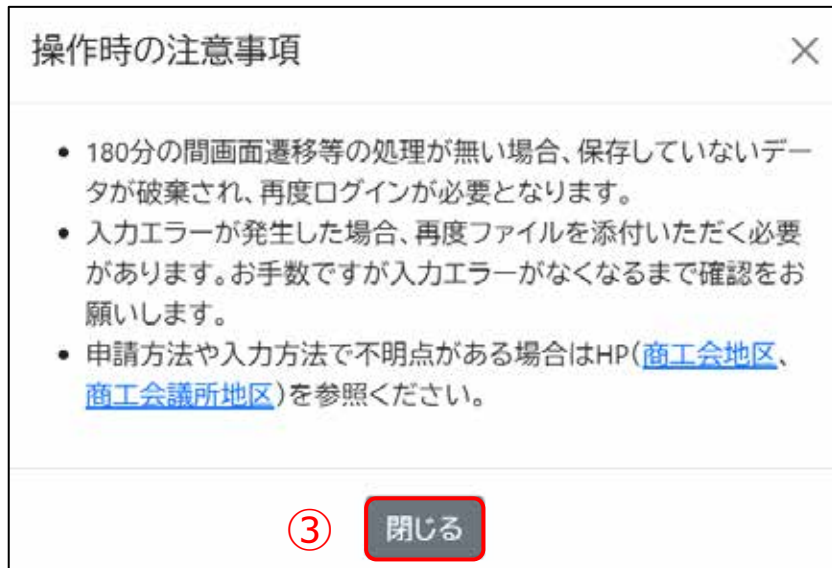 操作時の注意事項
• 180分の間画面遷移等の処理が無い場合、保存していないデー
タが破棄され、再度ログインが必要となります。
• 入力エラーが発生した場合、再度ファイルを添付いただく必要
があります。お手数ですが入力エラーがなくなるまで確認をお
願いします。
• 申請方法や入力方法で不明点がある場合はHP(商工会地区、
商工会議所地区)を参照ください。
③ 閉じる